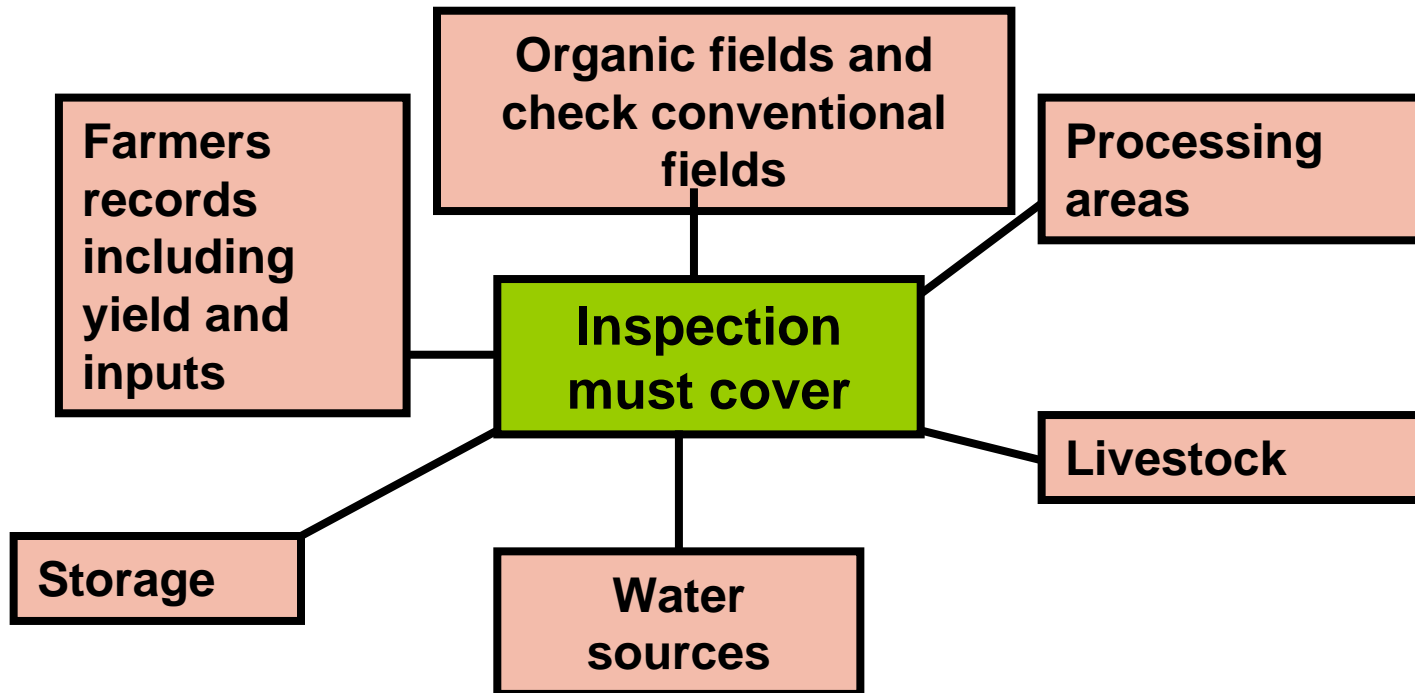 Organic fields and
check conventional
fields
Farmers
records
including
yield and
inputs
Processing
areas
Inspection
must cover
Livestock
Storage
Water
sources